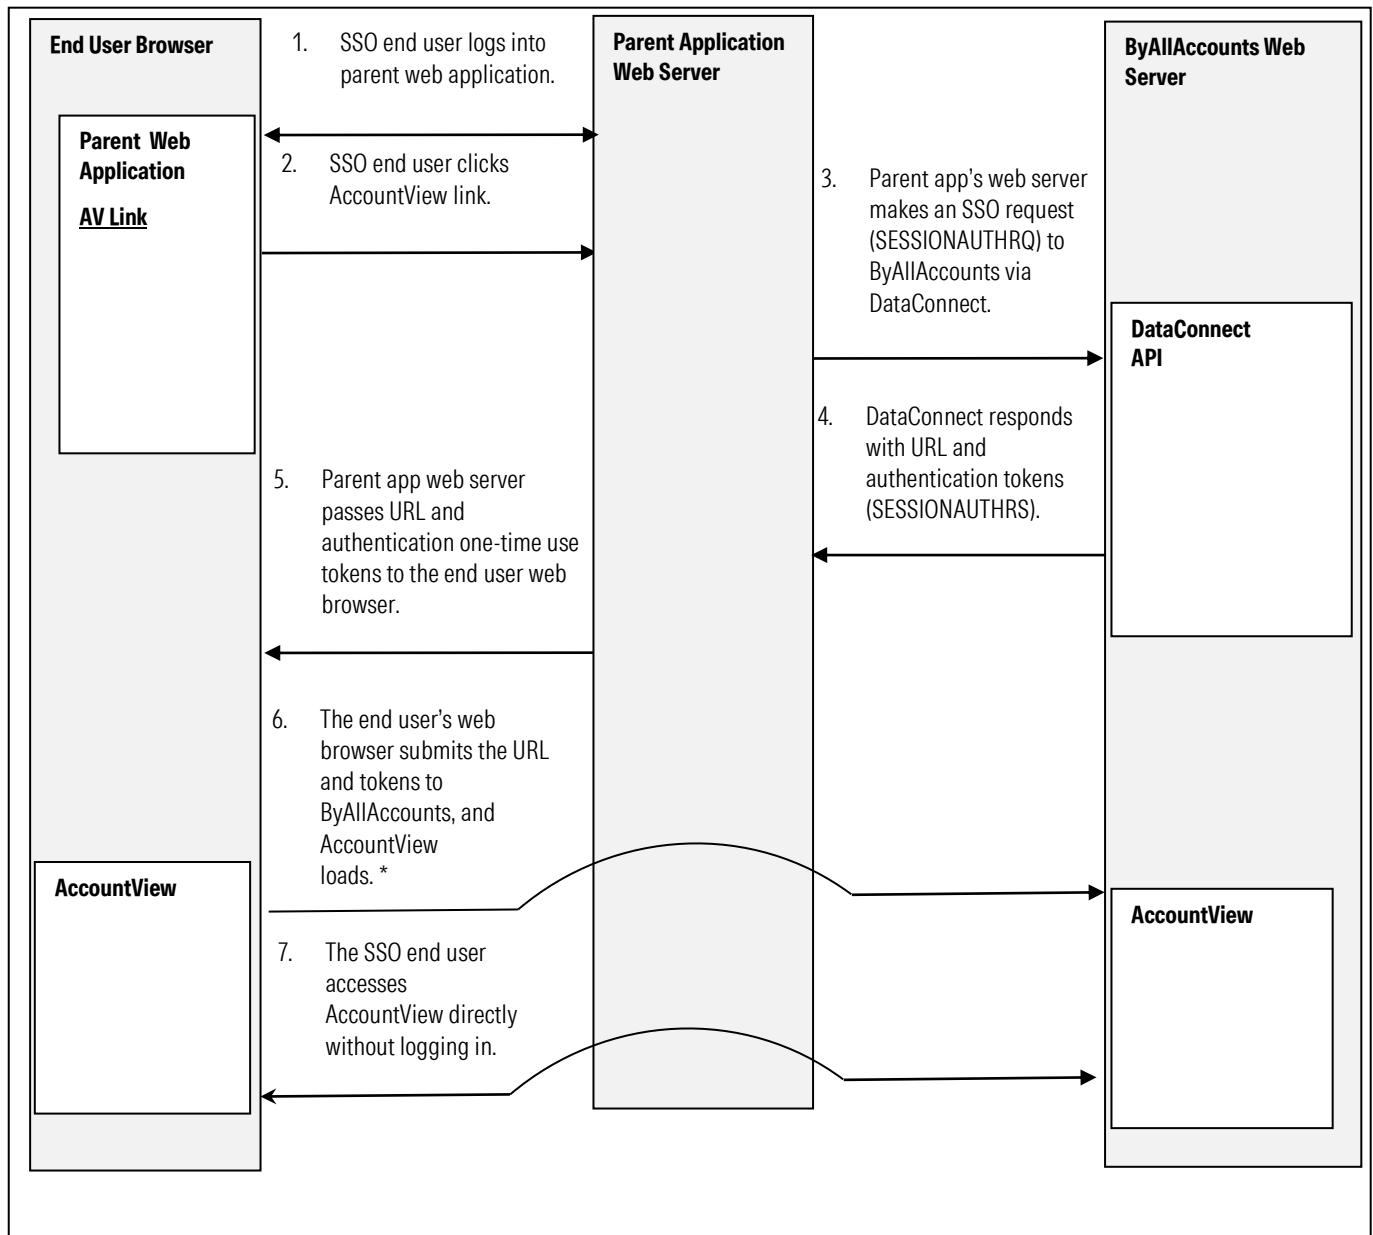 End User Browser
Parent Web
Application
AV Link
1. SSO end user logs into
parent web application.
2. SSO end user clicks
AccountView link.
Parent Application
Web Server
3. Parent app’s web server
makes an SSO request
(SESSIONAUTHRQ) to
ByAllAccounts via
DataConnect.
ByAllAccounts Web
Server
DataConnect
API
4. DataConnect responds
with URL and
authentication tokens
(SESSIONAUTHRS).
5. Parent app web server
passes URL and
authentication one-time use
tokens to the end user web
browser.
6. The end user’s web
browser submits the URL
and tokens to
ByAllAccounts, and
AccountView
loads. *
AccountView
AccountView
7. The SSO end user
accesses
AccountView directly
without logging in.